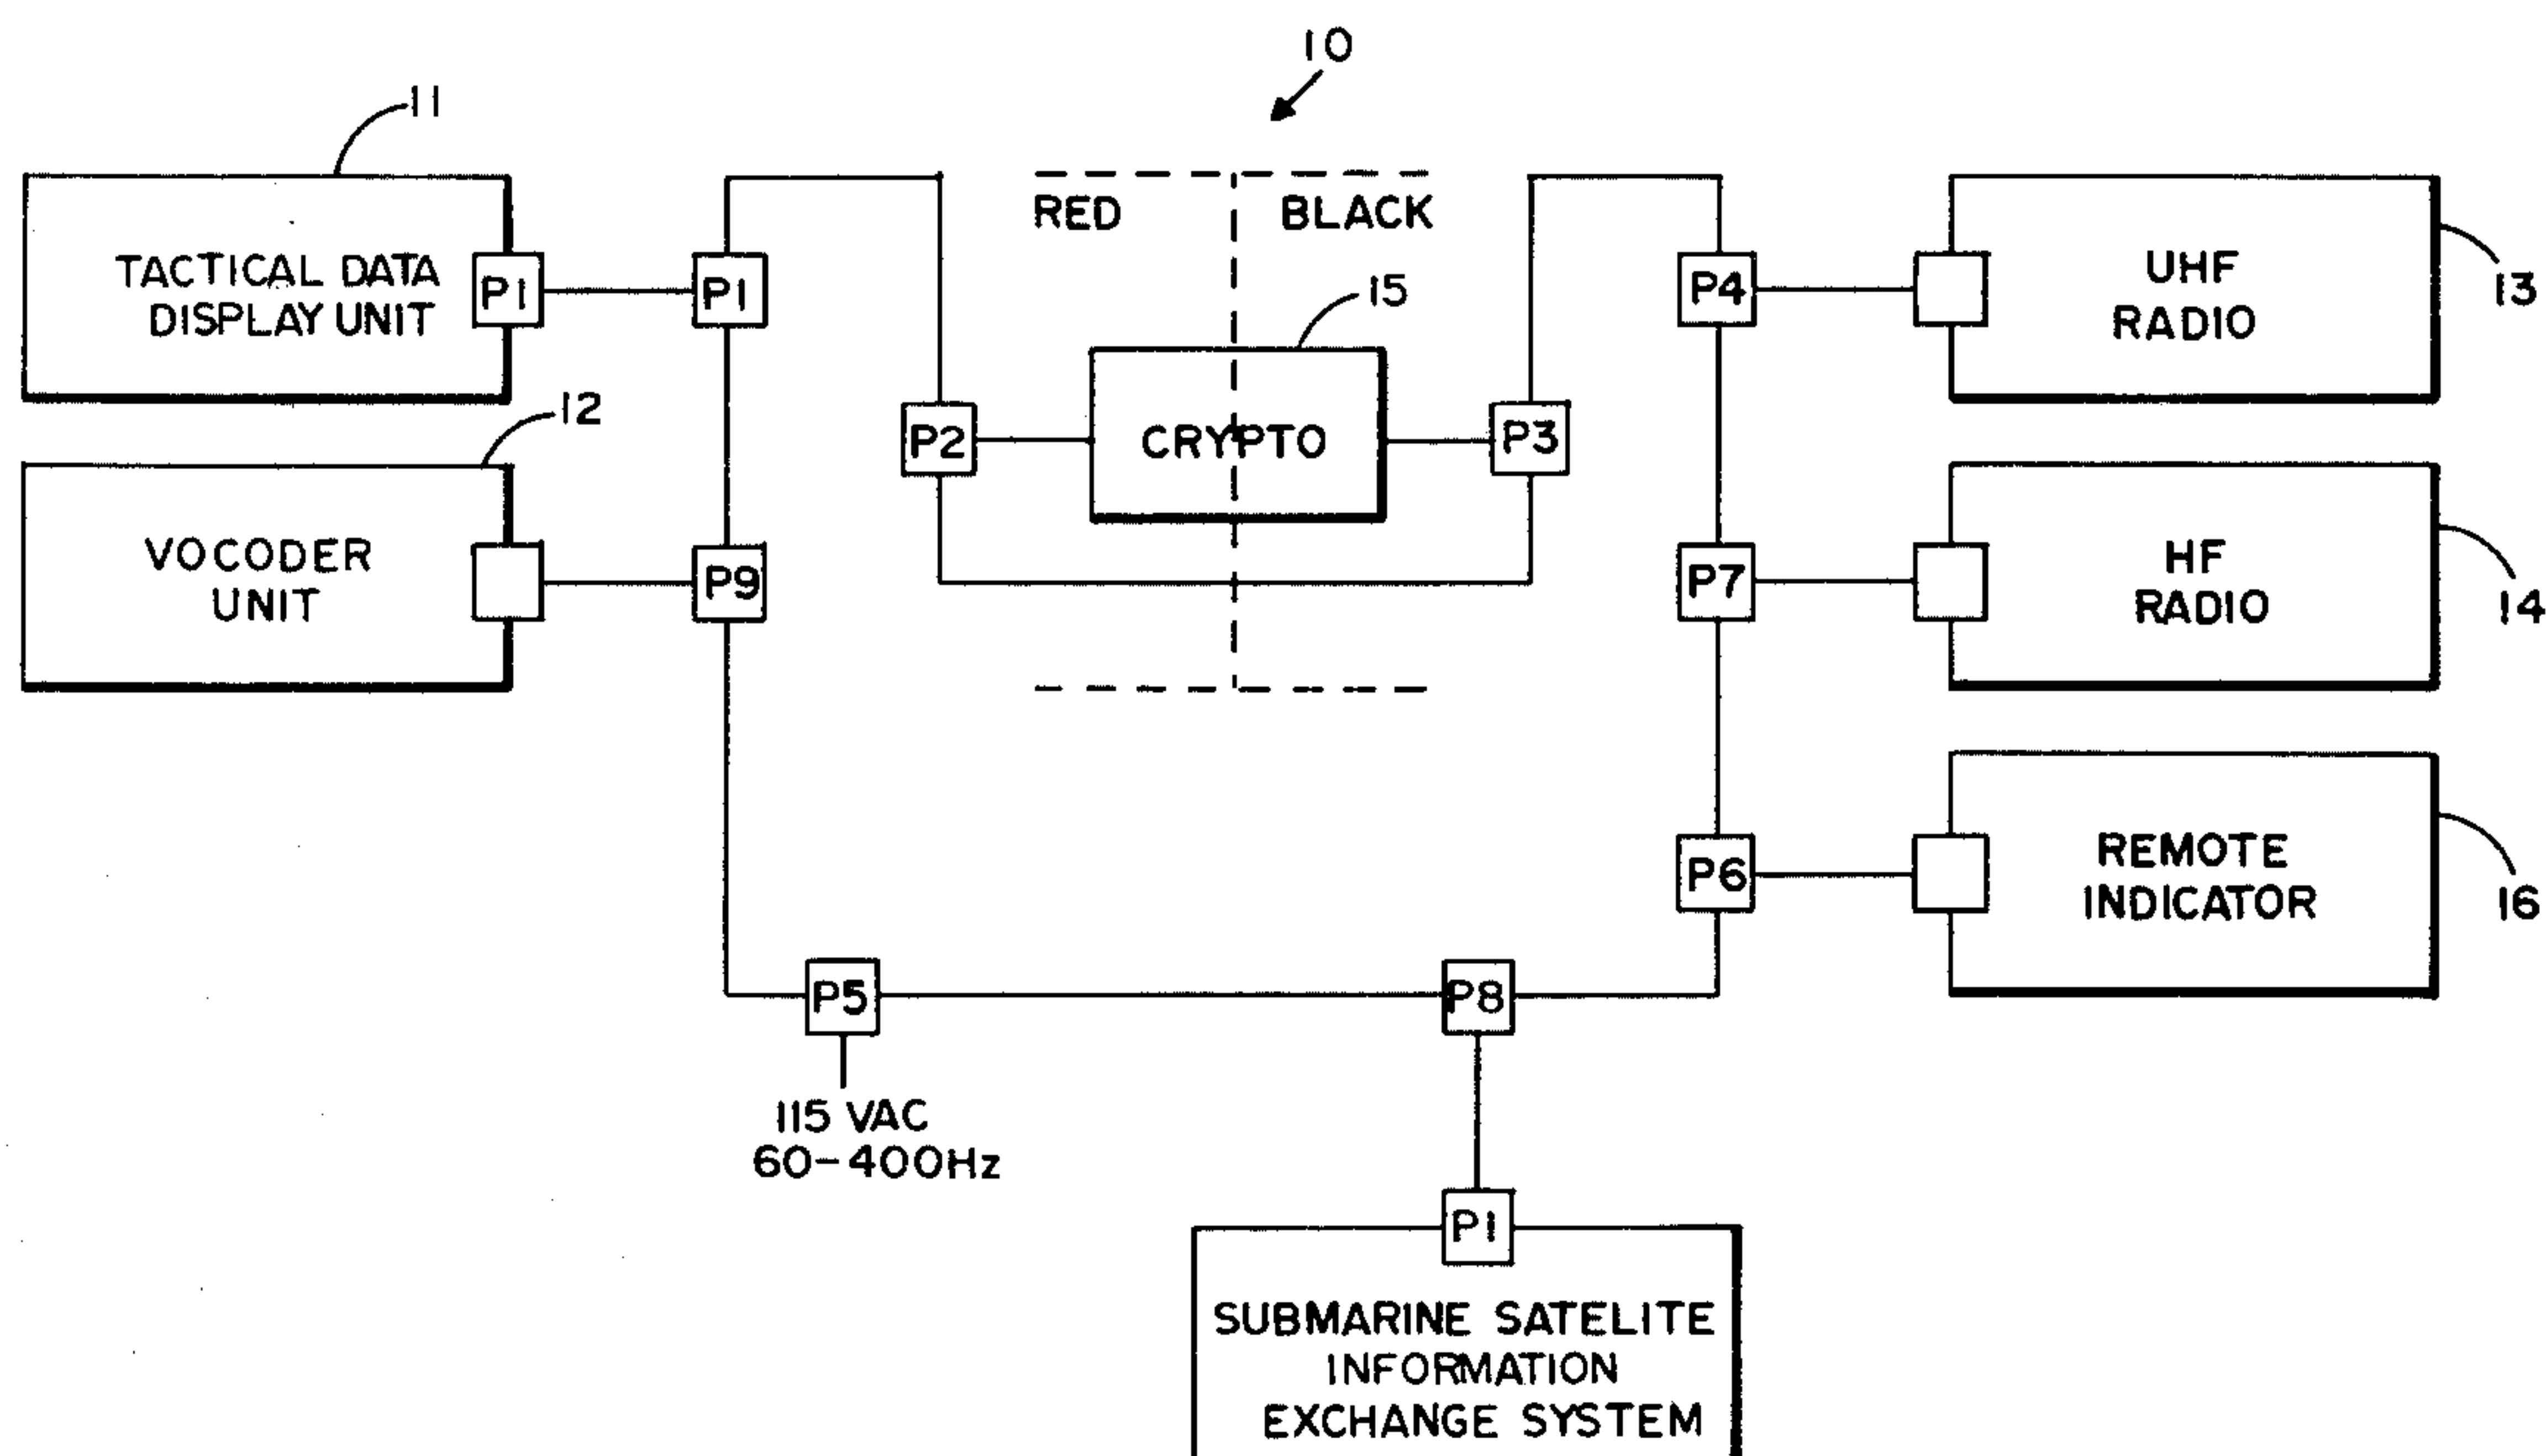 10
11
RED
BLACK
TACTICAL DATA
DISPLAY UNIT
P1
P1
P4
UHF
RADIO
13
15
12
P2
CRYPTO
P3
VOCODER
UNIT
P9
P7
HF
RADIO
14
P6
REMOTE
INDICATOR
16
P5
P8
115 VAC
60-400Hz
P1
SUBMARINE SATELITE
INFORMATION
EXCHANGE SYSTEM